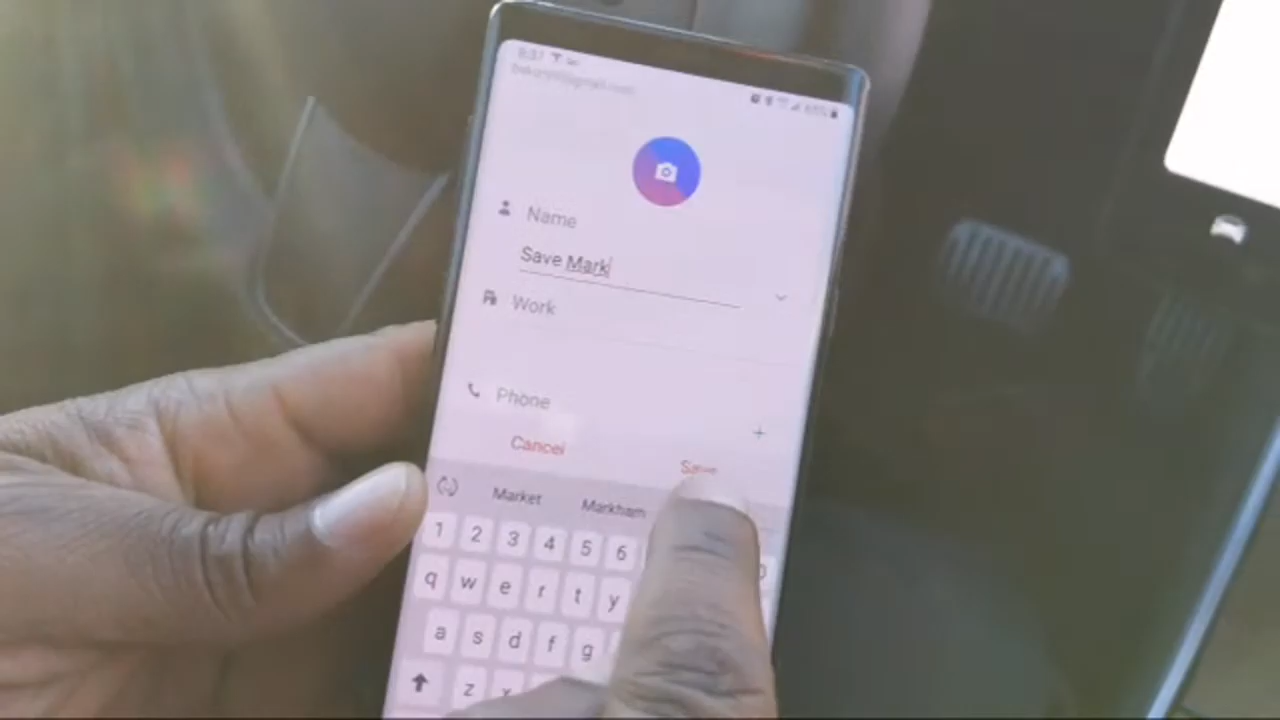 Name
Save Mark
Work
Phone
Cancel
Save
Market Markham
1 2 3 4 5 6
q w e r t y
a s d f g
z